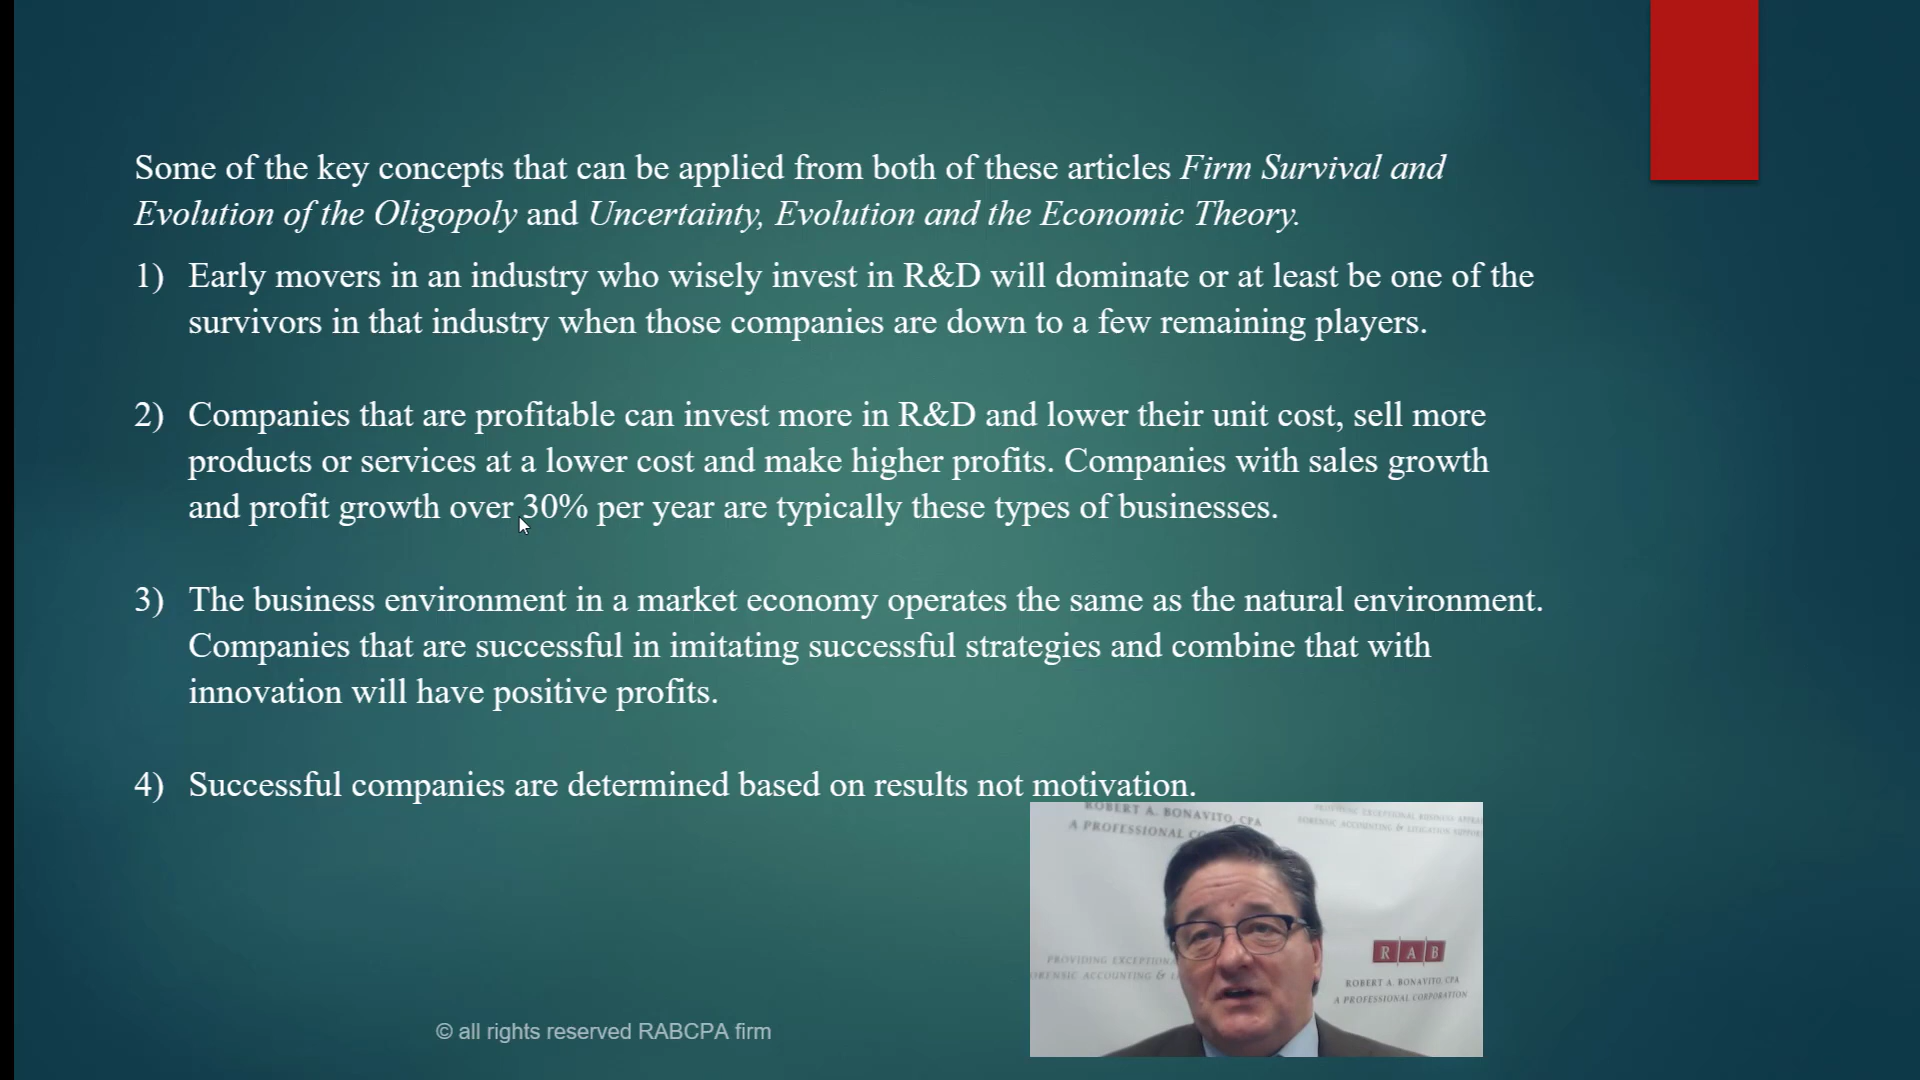 Some of the key concepts that can be applied from both of these articles Firm Survival and
Evolution of the Oligopoly and Uncertainty, Evolution and the Economic Theory.
1) Early movers in an industry who wisely invest in R&D will dominate or at least be one of the
survivors in that industry when those companies are down to a few remaining players.
2) Companies that are profitable can invest more in R&D and lower their unit cost, sell more
products or services at a lower cost and make higher profits. Companies with sales growth
and profit growth over 30% per year are typically these types of businesses.
3) The business environment in a market economy operates the same as the natural environment.
Companies that are successful in imitating successful strategies and combine that with
innovation will have positive profits.
4) Successful companies are determined based on results not motivation.
ROBERT A. BONAVITO, CPA
A PROFESSIONAL
PROVIDING EXCEPTIONAL BUSINESS
FORENSIC ACCOUNTING & LITIGATION
PROVIDING
ACCOUNTING &
R A B
ROBERT A. BONAVITO, CPA
A PROFESSIONAL CORPORATION
© all rights reserved RABCPA firm